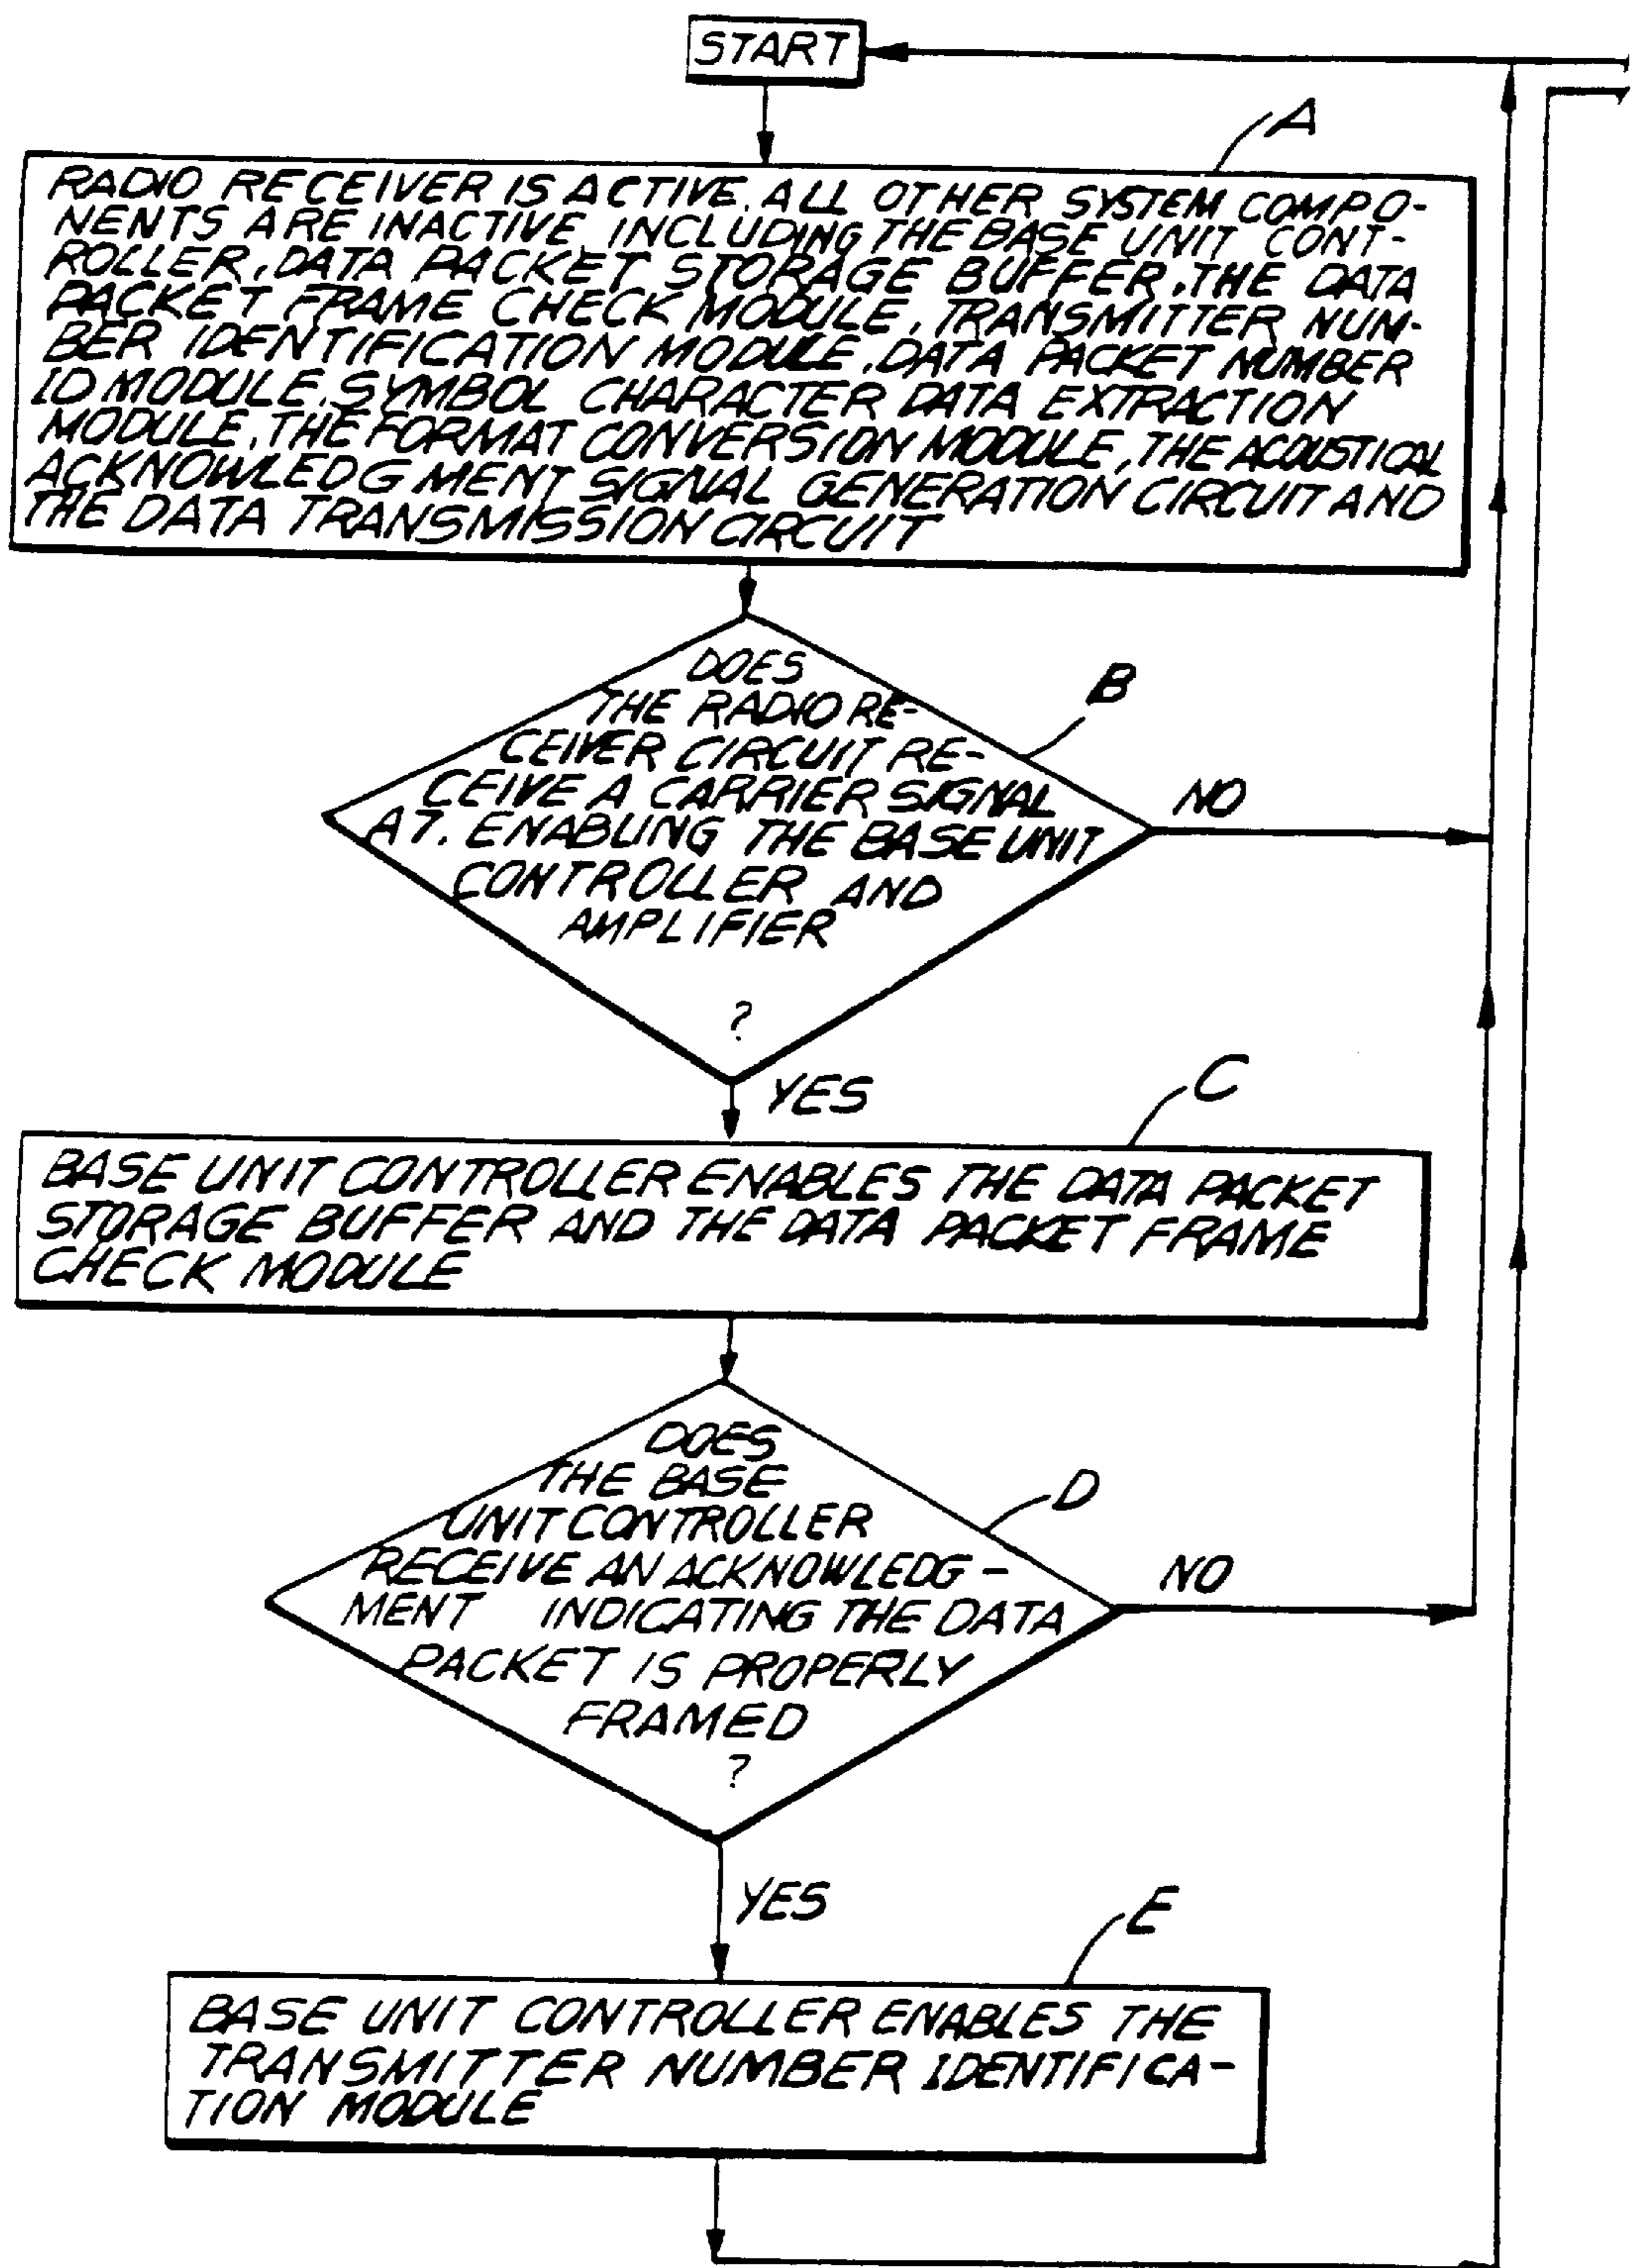 START
A
RADIO RECEIVER IS ACTIVE. ALL OTHER SYSTEM COMPO-
NENTS ARE INACTIVE, INCLUDING THE BASE UNIT CONT-
ROLLER, DATA PACKET STORAGE BUFFER, THE DATA
PACKET FRAME CHECK MODULE, TRANSMITTER NUM-
BER IDENTIFICATION MODULE, DATA PACKET NUMBER
ID MODULE, SYMBOL CHARACTER DATA EXTRACTION
MODULE, THE FORMAT CONVERSION MODULE, THE ACOUSTICAL
ACKNOWLEDGMENT SIGNAL GENERATION CIRCUIT AND
THE DATA TRANSMISSION CIRCUIT
B
DOES
THE RADIO RE-
CEIVER CIRCUIT RE-
CEIVE A CARRIER SIGNAL
AT. ENABLING THE BASE UNIT
CONTROLLER AND
AMPLIFIER
?
NO
YES
C
BASE UNIT CONTROLLER ENABLES THE DATA PACKET
STORAGE BUFFER AND THE DATA PACKET FRAME
CHECK MODULE
D
DOES
THE BASE
UNIT CONTROLLER
RECEIVE AN ACKNOWLEDG-
MENT INDICATING THE DATA
PACKET IS PROPERLY
FRAMED
?
NO
YES
E
BASE UNIT CONTROLLER ENABLES THE
TRANSMITTER NUMBER IDENTIFICA-
TION MODULE